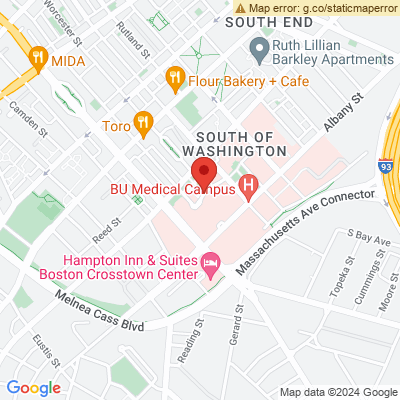 Map error: g.co/staticmaperror
SOUTH END
Worcester St
Rutland St
Ruth Lillian
Barkley Apartments
MIDA
Flour Bakery + Cafe
Camden St
Albany St
Toro
SOUTH OF
WASHINGTON
93
BU Medical Campus
H
Massachusetts Ave Connector
Reed St
S Bay Ave
Hampton Inn & Suites
Boston Crosstown Center
Topeka St
Cummings St
Moore St
Melnea Cass Blvd
Reading St
Gerard St
Eustis St
Google
Map data ©2024 Google